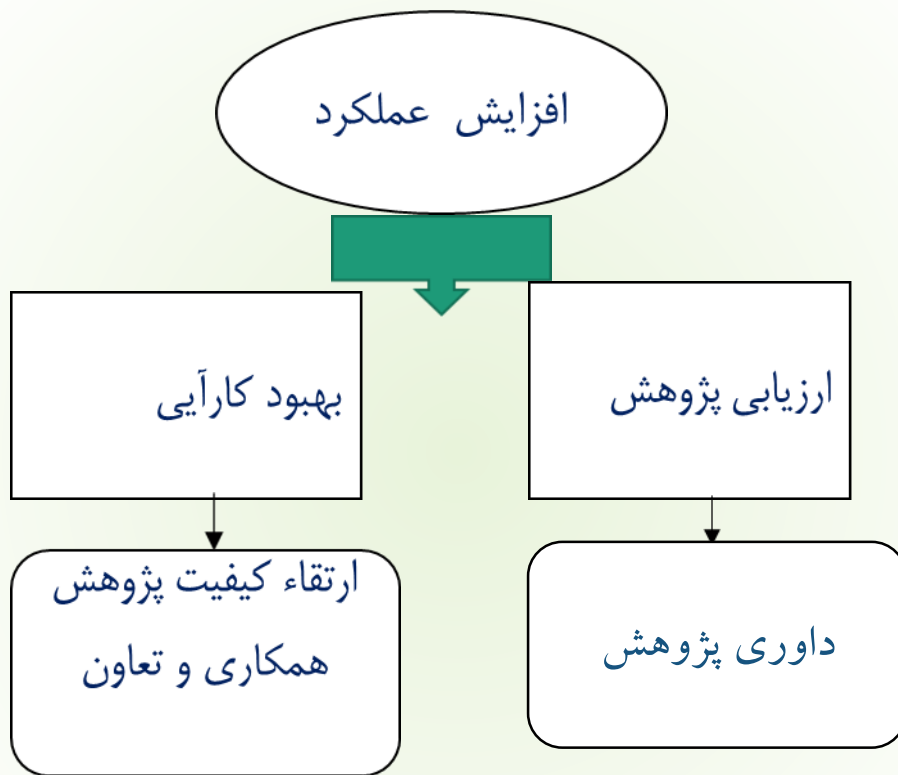 افزایش عملکرد
ارزیابی پژوهش
بهبود کارآیی
داوری پژوهش
ارتقاء کیفیت پژوهش
همکاری و تعاون